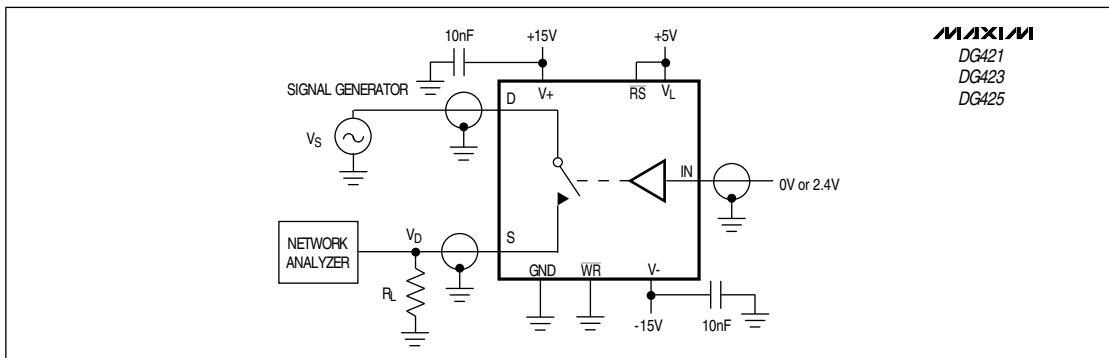 MAXIM
DG421
DG423
DG425
10nF
+15V
+5V
SIGNAL GENERATOR
D
V+
RS
VL
VS
IN
0V or 2.4V
NETWORK
ANALYZER
VD
S
RL
GND
WR
V-
-15V
10nF